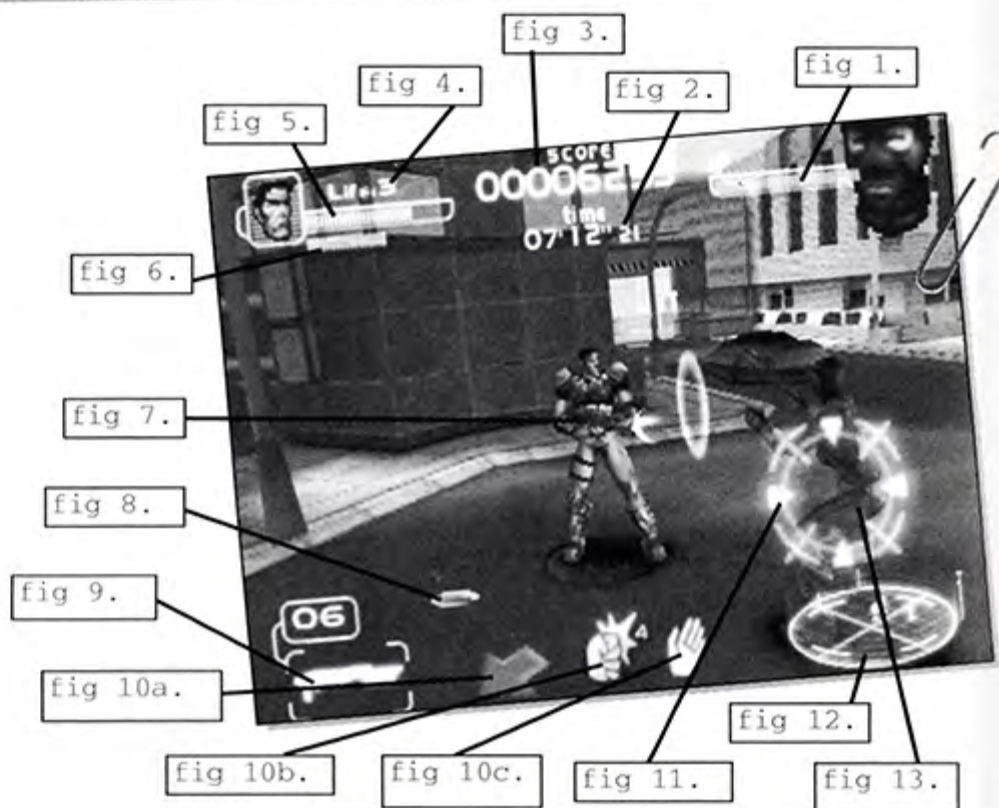 fig 3.
fig 1.
fig 4.
fig 2.
fig 5.
score
Life.3
time
07'12"21
fig 6.
fig 7.
fig 8.
fig 9.
06
4
fig 10a.
fig 12.
fig 10b.
fig 10c.
fig 11.
fig 13.